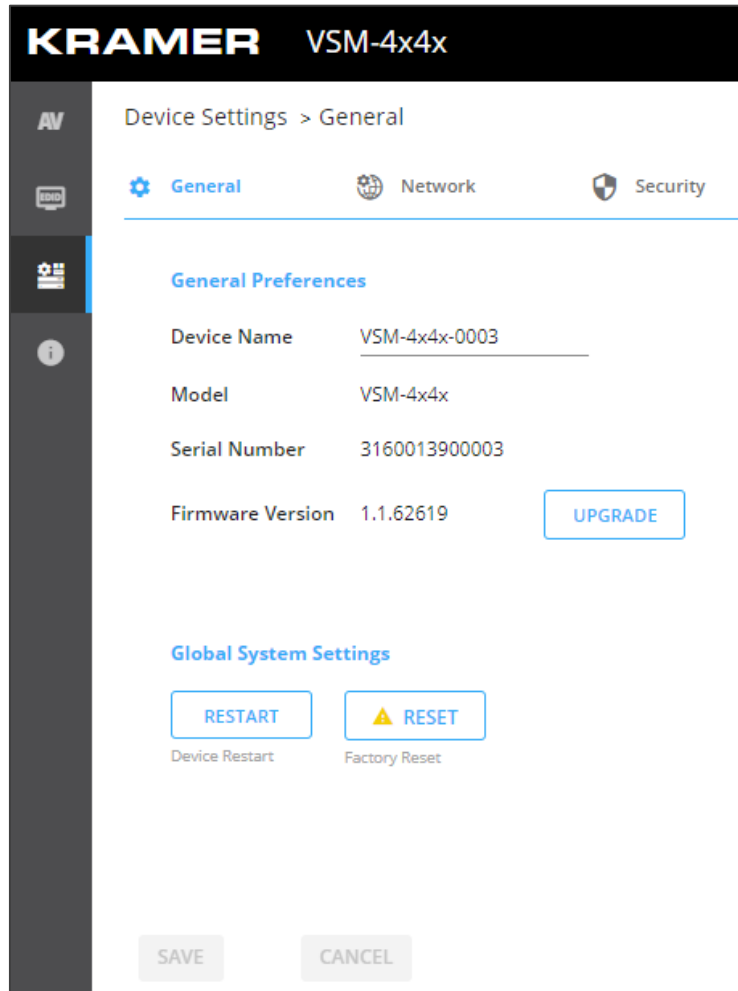 KRAMER VSM-4x4x
AV
Device Settings > General
EDID
General Network Security
General Preferences
Device Name VSM-4x4x-0003
Model VSM-4x4x
Serial Number 3160013900003
Firmware Version 1.1.62619 UPGRADE
Global System Settings
RESTART RESET
Device Restart Factory Reset
SAVE CANCEL